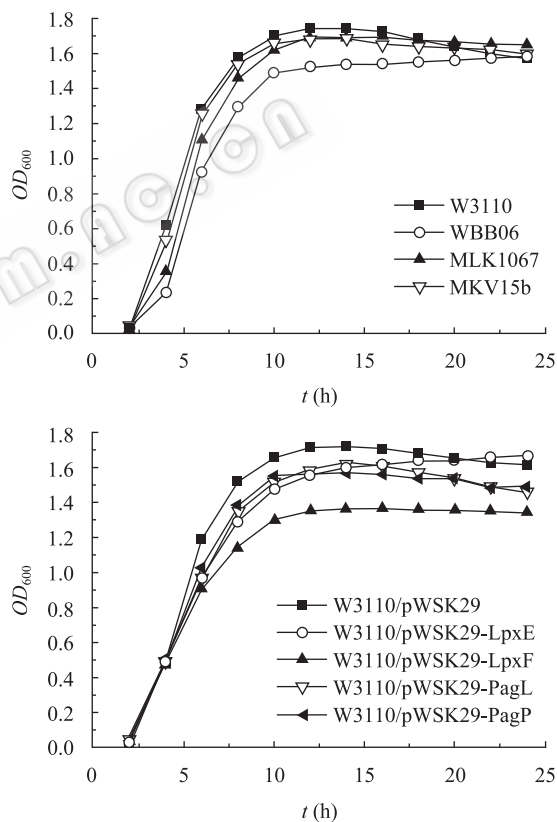 1.8
1.6
1.4
1.2
1.0
0.8
0.6
0.4
0.2
0.0
OD600
W3110
WBB06
MLK1067
MKV15b
0 5 10 15 20 25
t (h)
1.8
1.6
1.4
1.2
1.0
0.8
0.6
0.4
0.2
0.0
OD600
W3110/pWSK29
W3110/pWSK29-LpxE
W3110/pWSK29-LpxF
W3110/pWSK29-PagL
W3110/pWSK29-PagP
0 5 10 15 20 25
t (h)
m.ac.cn